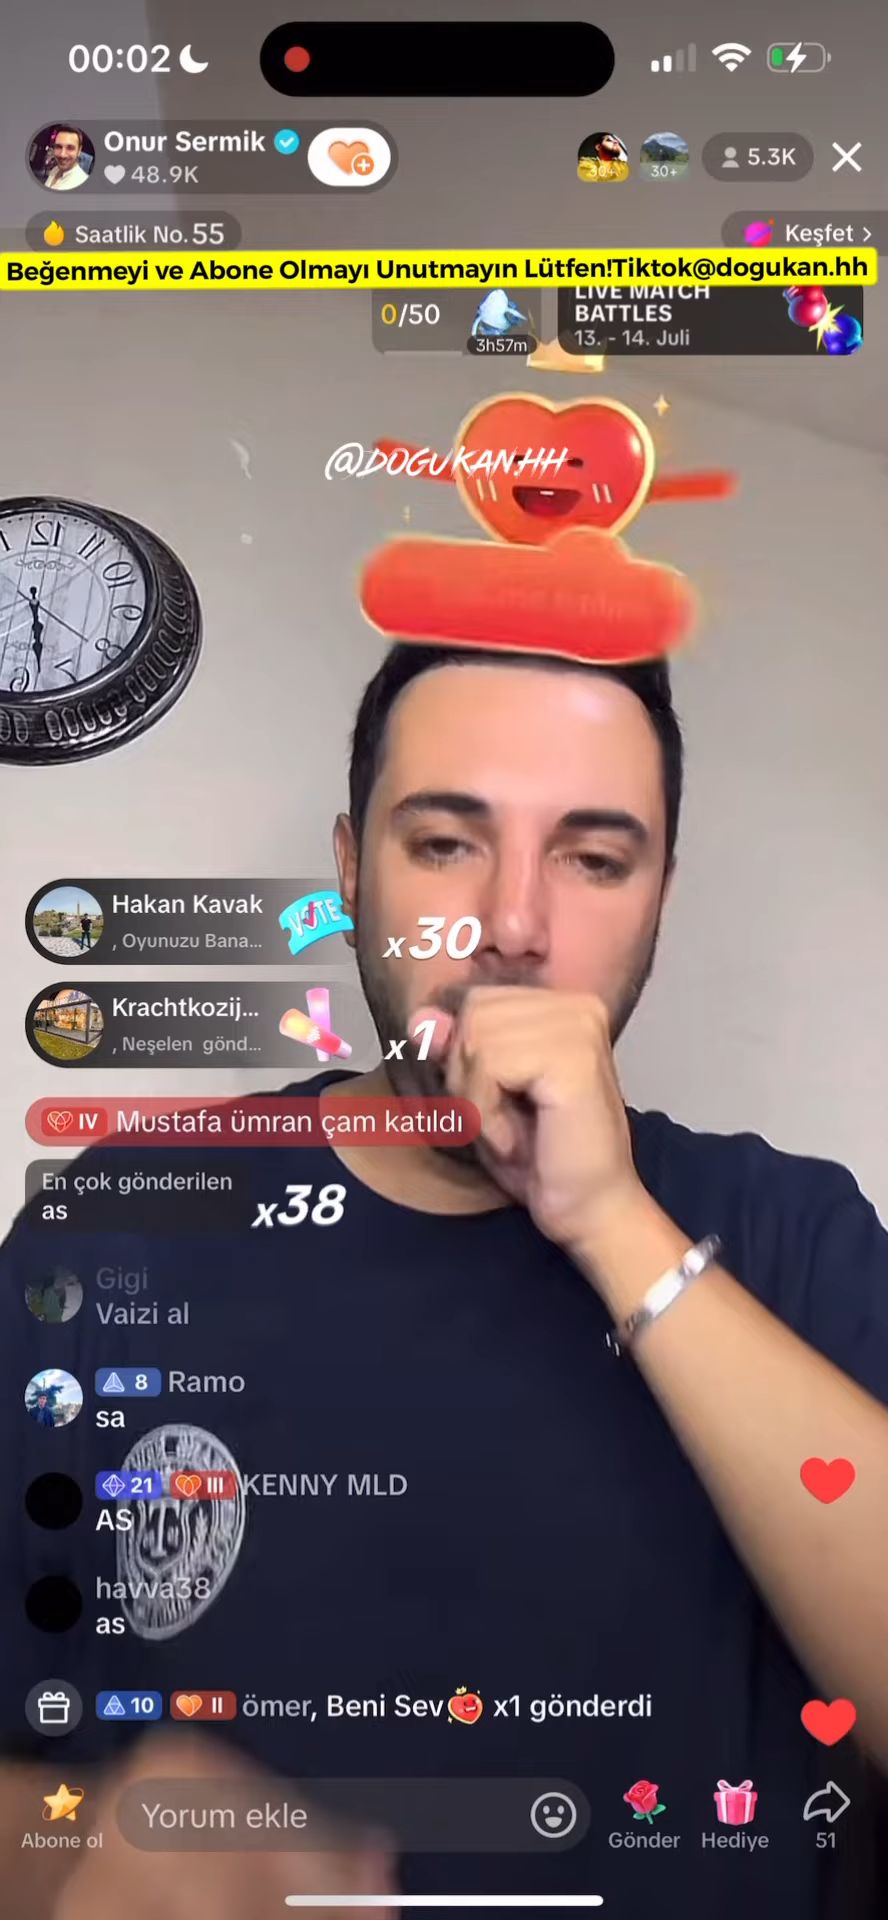 00:02
Onur Sermik
48.9K
30+
30+
5.3K
Saatlik No.55
Keşfet >
Beğenmeyi ve Abone Olmayı Unutmayın Lütfen!Tiktok@dogukan.hh
0/50
3h57m
LIVE MATCH
BATTLES
13. - 14. Juli
@DOGUKAN.HH
Hakan Kavak
, Oyunuzu Bana...
VOTE
x30
Krachtkozij...
, Neşelen gönd...
x1
IV Mustafa ümran çam katıldı
En çok gönderilen
as
x38
Gigi
Vaizi al
8 Ramo
sa
21 III KENNY MLD
AS
havva38
as
10 II ömer, Beni Sev x1 gönderdi
Abone ol
Yorum ekle
Gönder
Hediye
51